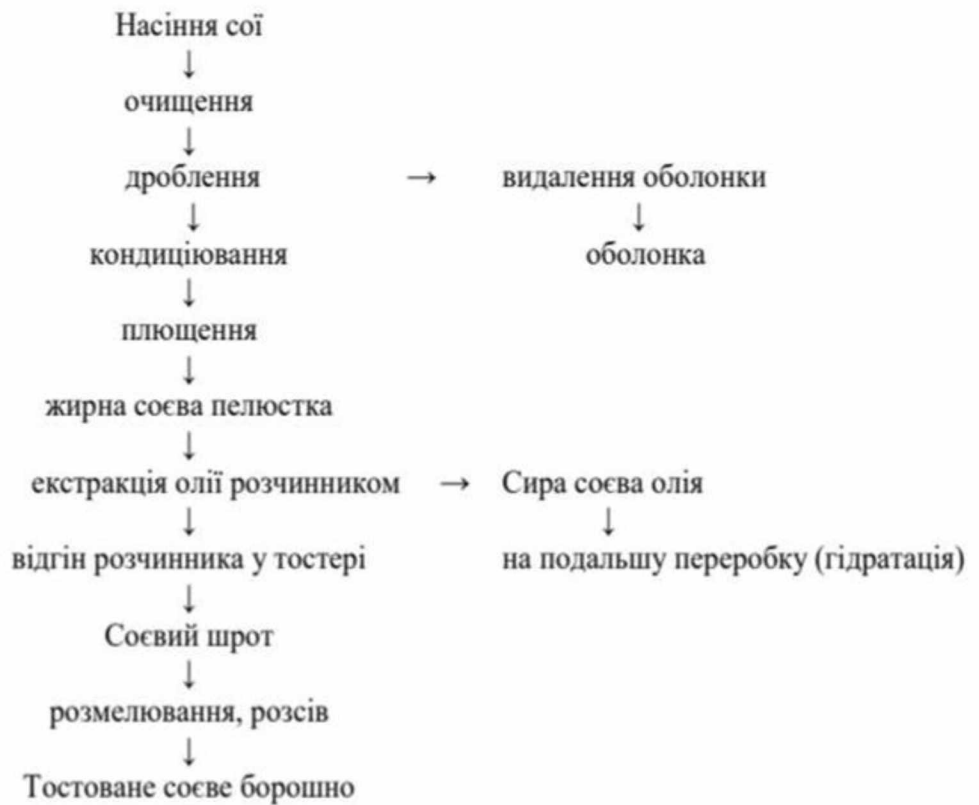 Насіння сої
↓
очищення
↓
дроблення → видалення оболонки
↓ ↓
кондиціювання оболонка
↓
плющення
↓
жирна соєва пелюстка
↓
екстракція олії розчинником → Сира соєва олія
↓ ↓
відгін розчинника у тостері на подальшу переробку (гідратація)
↓
Соєвий шрот
↓
розмелювання, розсів
↓
Тостоване соєве борошно